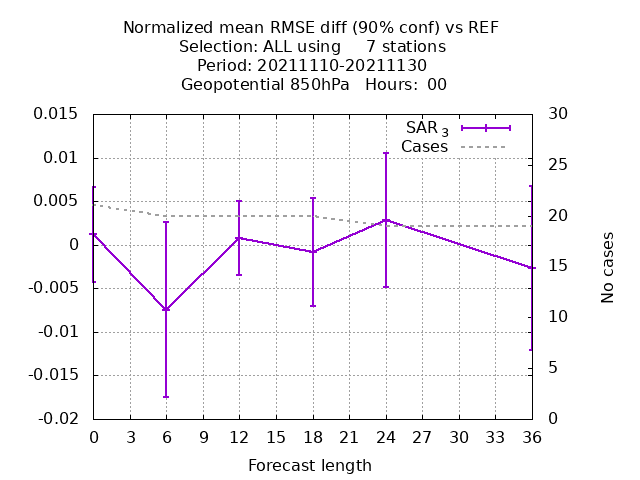 Normalized mean RMSE diff (90% conf) vs REF
Selection: ALL using     7 stations
Period: 20211110-20211130
Geopotential 850hPa   Hours:  00
SAR 3
Cases
0.015
0.01
0.005
0
-0.005
-0.01
-0.015
-0.02
30
25
20
15
10
5
0
No cases
0 3 6 9 12 15 18 21 24 27 30 33 36
Forecast length